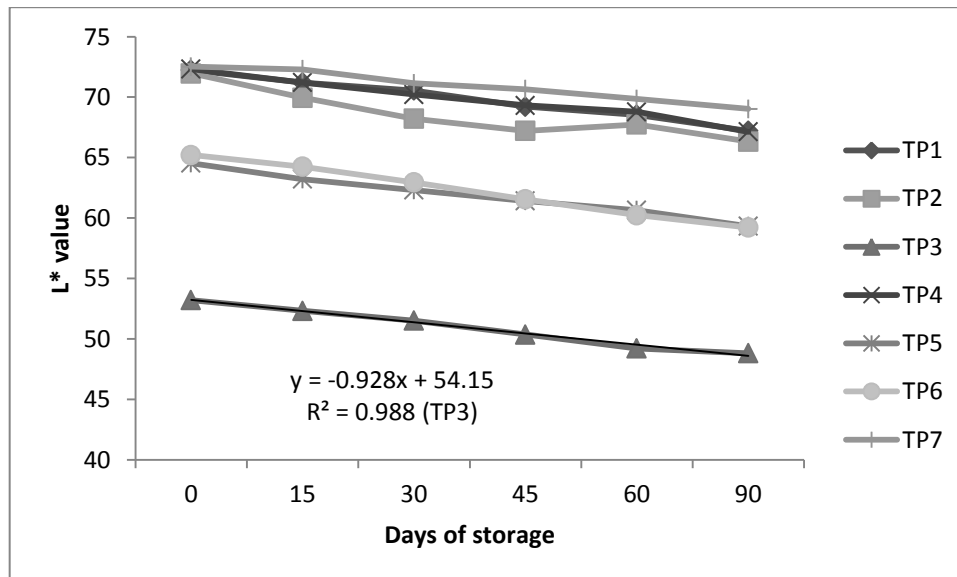 75
70
65
60
55
50
45
40
L* value
y = -0.928x + 54.15
R² = 0.988 (TP3)
0 15 30 45 60 90
Days of storage
TP1
TP2
TP3
TP4
TP5
TP6
TP7